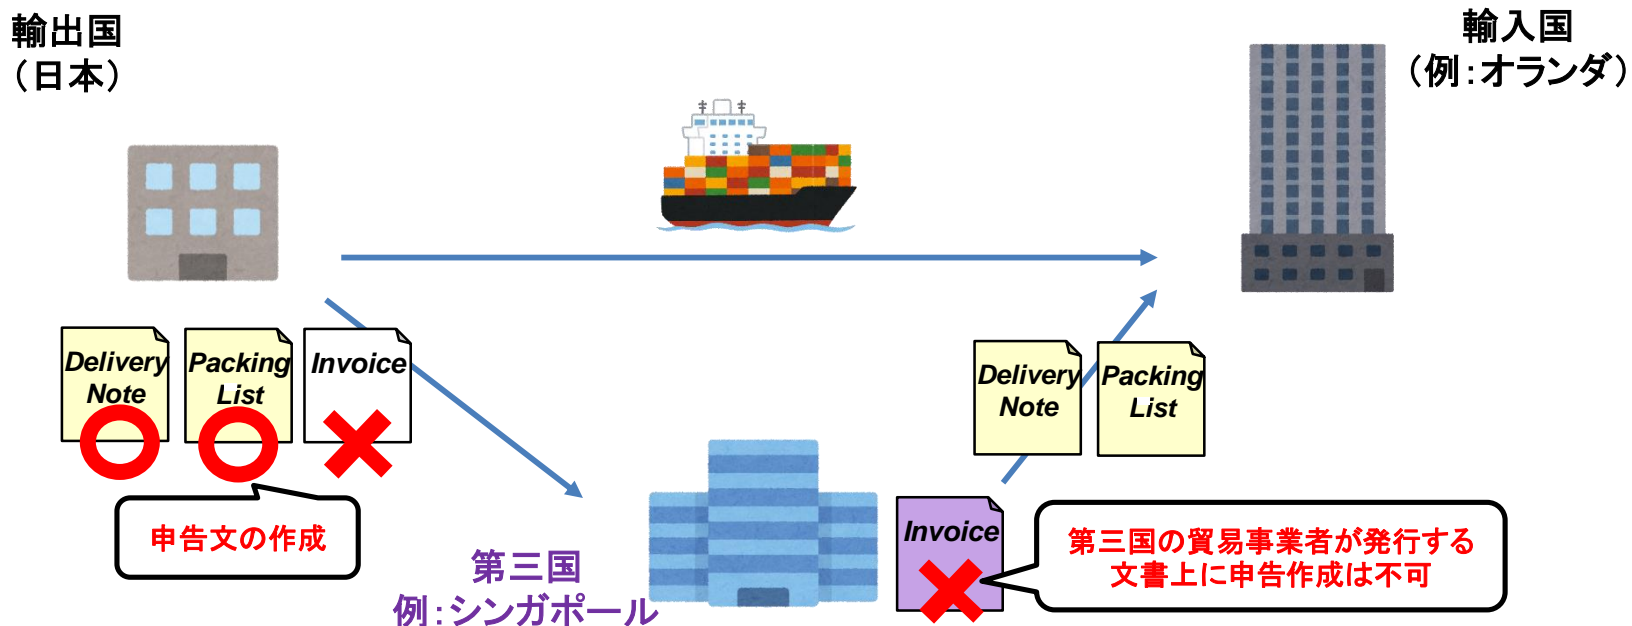 輸出国
（日本）
輸入国
（例：オランダ）
Delivery
Note
Packing
List
Invoice
Delivery
Note
Packing
List
申告文の作成
第三国
例：シンガポール
Invoice
第三国の貿易事業者が発行する
文書上に申告作成は不可